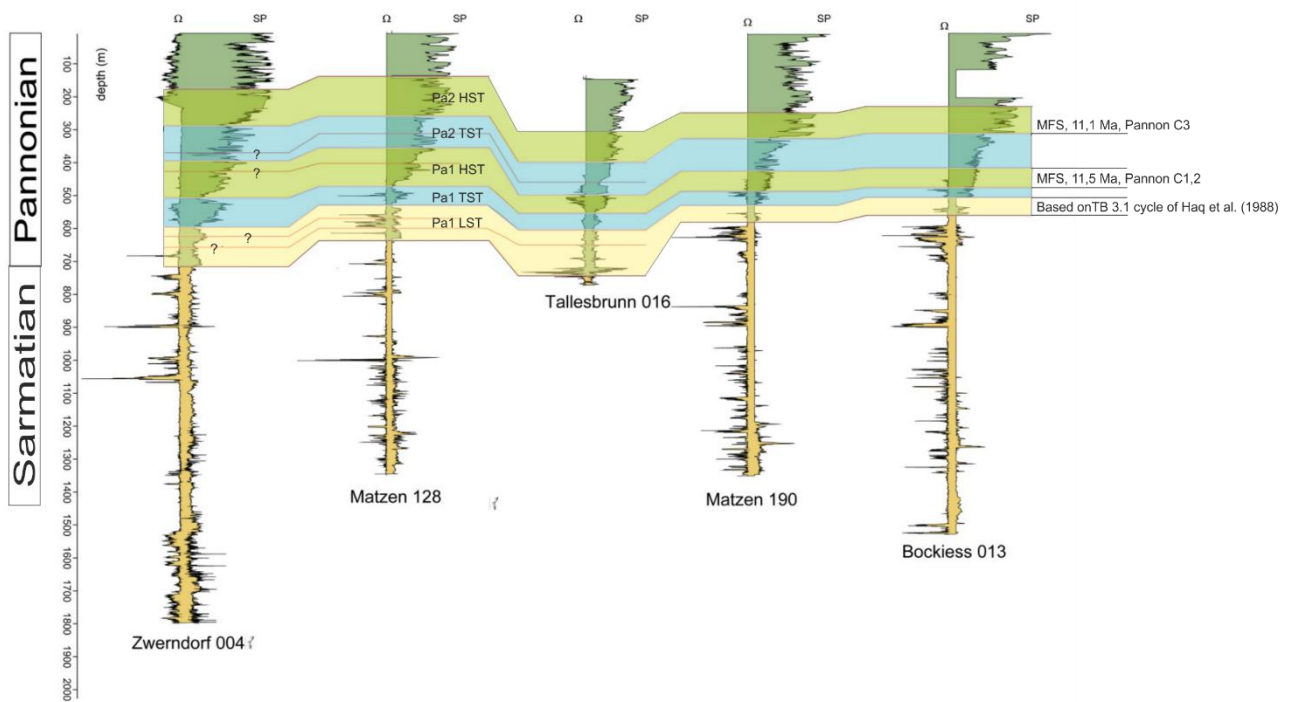 Ω SP Ω SP Ω SP Ω SP Ω SP
Pannonian
Sarmatian
depth (m)
100
200
300
400
500
600
700
800
900
1000
1100
1200
1300
1400
1500
1600
1700
1800
1900
2000
Pa2 HST
Pa2 TST
Pa1 HST
Pa1 TST
Pa1 LST
?
?
?
?
MFS, 11,1 Ma, Pannon C3
MFS, 11,5 Ma, Pannon C1,2
Based onTB 3.1 cycle of Haq et al. (1988)
Zwerndorf 004
Matzen 128
Tallesbrunn 016
Matzen 190
Bockiess 013